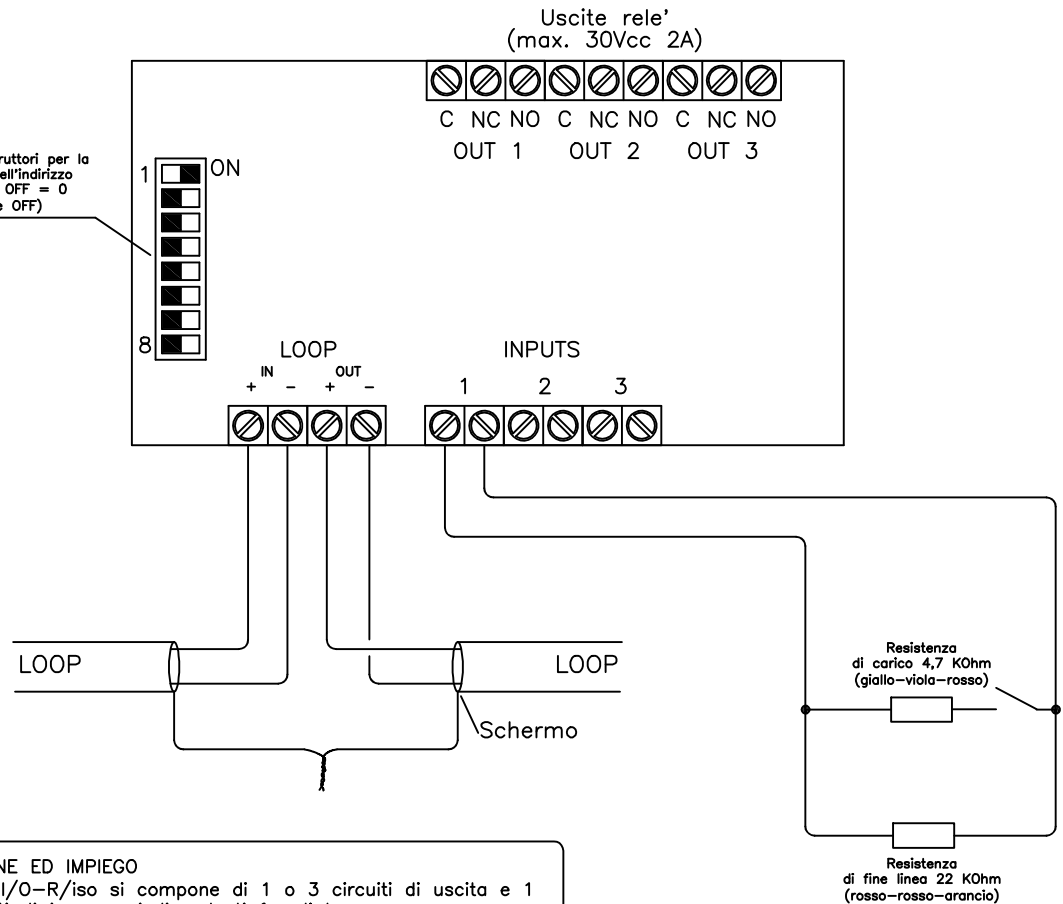 Uscite rele'
(max. 30Vcc 2A)
C NC NO C NC NO C NC NO
OUT 1 OUT 2 OUT 3
per la
dell'indirizzo
OFF = 0
OFF)
1 ON
8
LOOP INPUTS
IN OUT
+ – + –
1 2 3
LOOP LOOP
Schermo
Resistenza
di carico 4,7 KOhm
(giallo–viola–rosso)
Resistenza
di fine linea 22 KOhm
(rosso–rosso–arancio)
ED IMPIEGO
I/O–R/iso si compone di 1 o 3 circuiti di uscita e 1